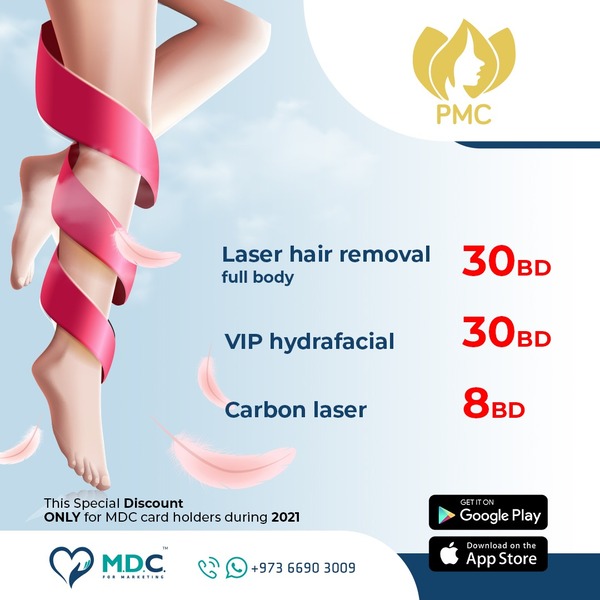 PMC
Laser hair removal 30BD
full body
VIP hydrafacial 30BD
Carbon laser 8BD
This Special Discount
ONLY for MDC card holders during 2021
GET IT ON
Google Play
Download on the
App Store
M.D.C. TM
FOR MARKETING
+973 6690 3009